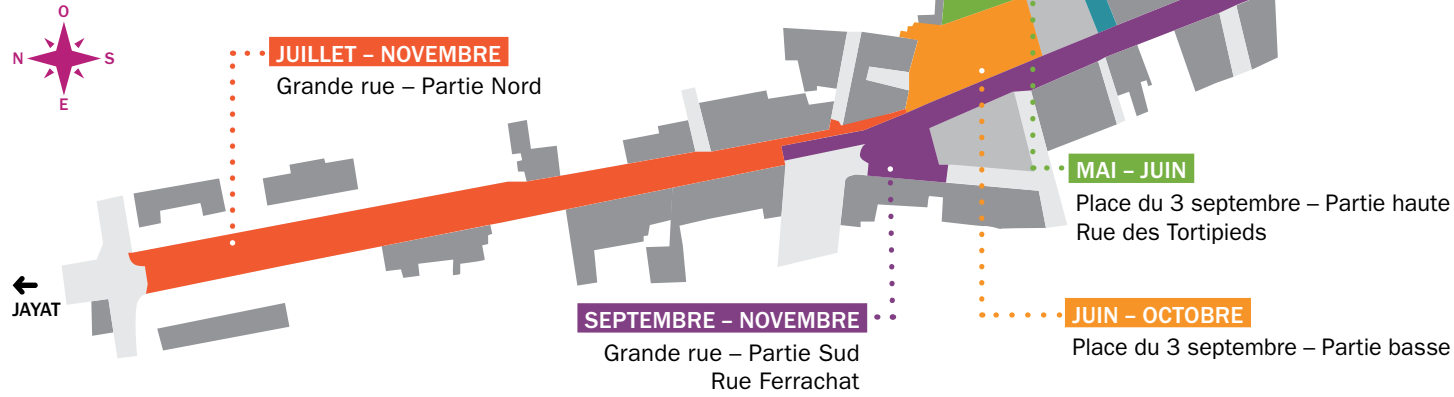 O
N
S
E
JUILLET – NOVEMBRE
Grande rue – Partie Nord
MAI – JUIN
Place du 3 septembre – Partie haute
Rue des Tortipieds
JAYAT
SEPTEMBRE – NOVEMBRE
Grande rue – Partie Sud
Rue Ferrachat
JUIN – OCTOBRE
Place du 3 septembre – Partie basse